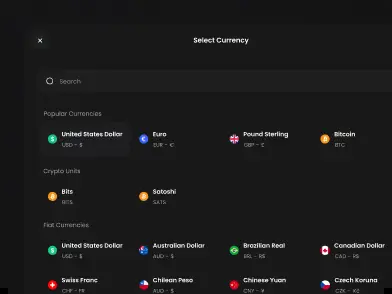 Select Currency
Search
Popular Currencies
United States Dollar
USD - $
Euro
EUR - €
Pound Sterling
GBP - £
Bitcoin
BTC
Crypto Units
Bits
BITS
Satoshi
SATS
Fiat Currencies
United States Dollar
USD - $
Australian Dollar
AUD - $
Brazilian Real
BRL - R$
Canadian Dollar
CAD - R$
Swiss Franc
CHF - FR
Chilean Peso
AUD - $
Chinese Yuan
CNY - ¥
Czech Koruna
CZK - Kč